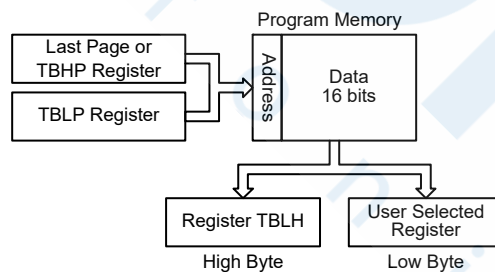 Program Memory
Last Page or
TBHP Register
TBLP Register
Address
Data
16 bits
Register TBLH
User Selected
Register
High Byte
Low Byte